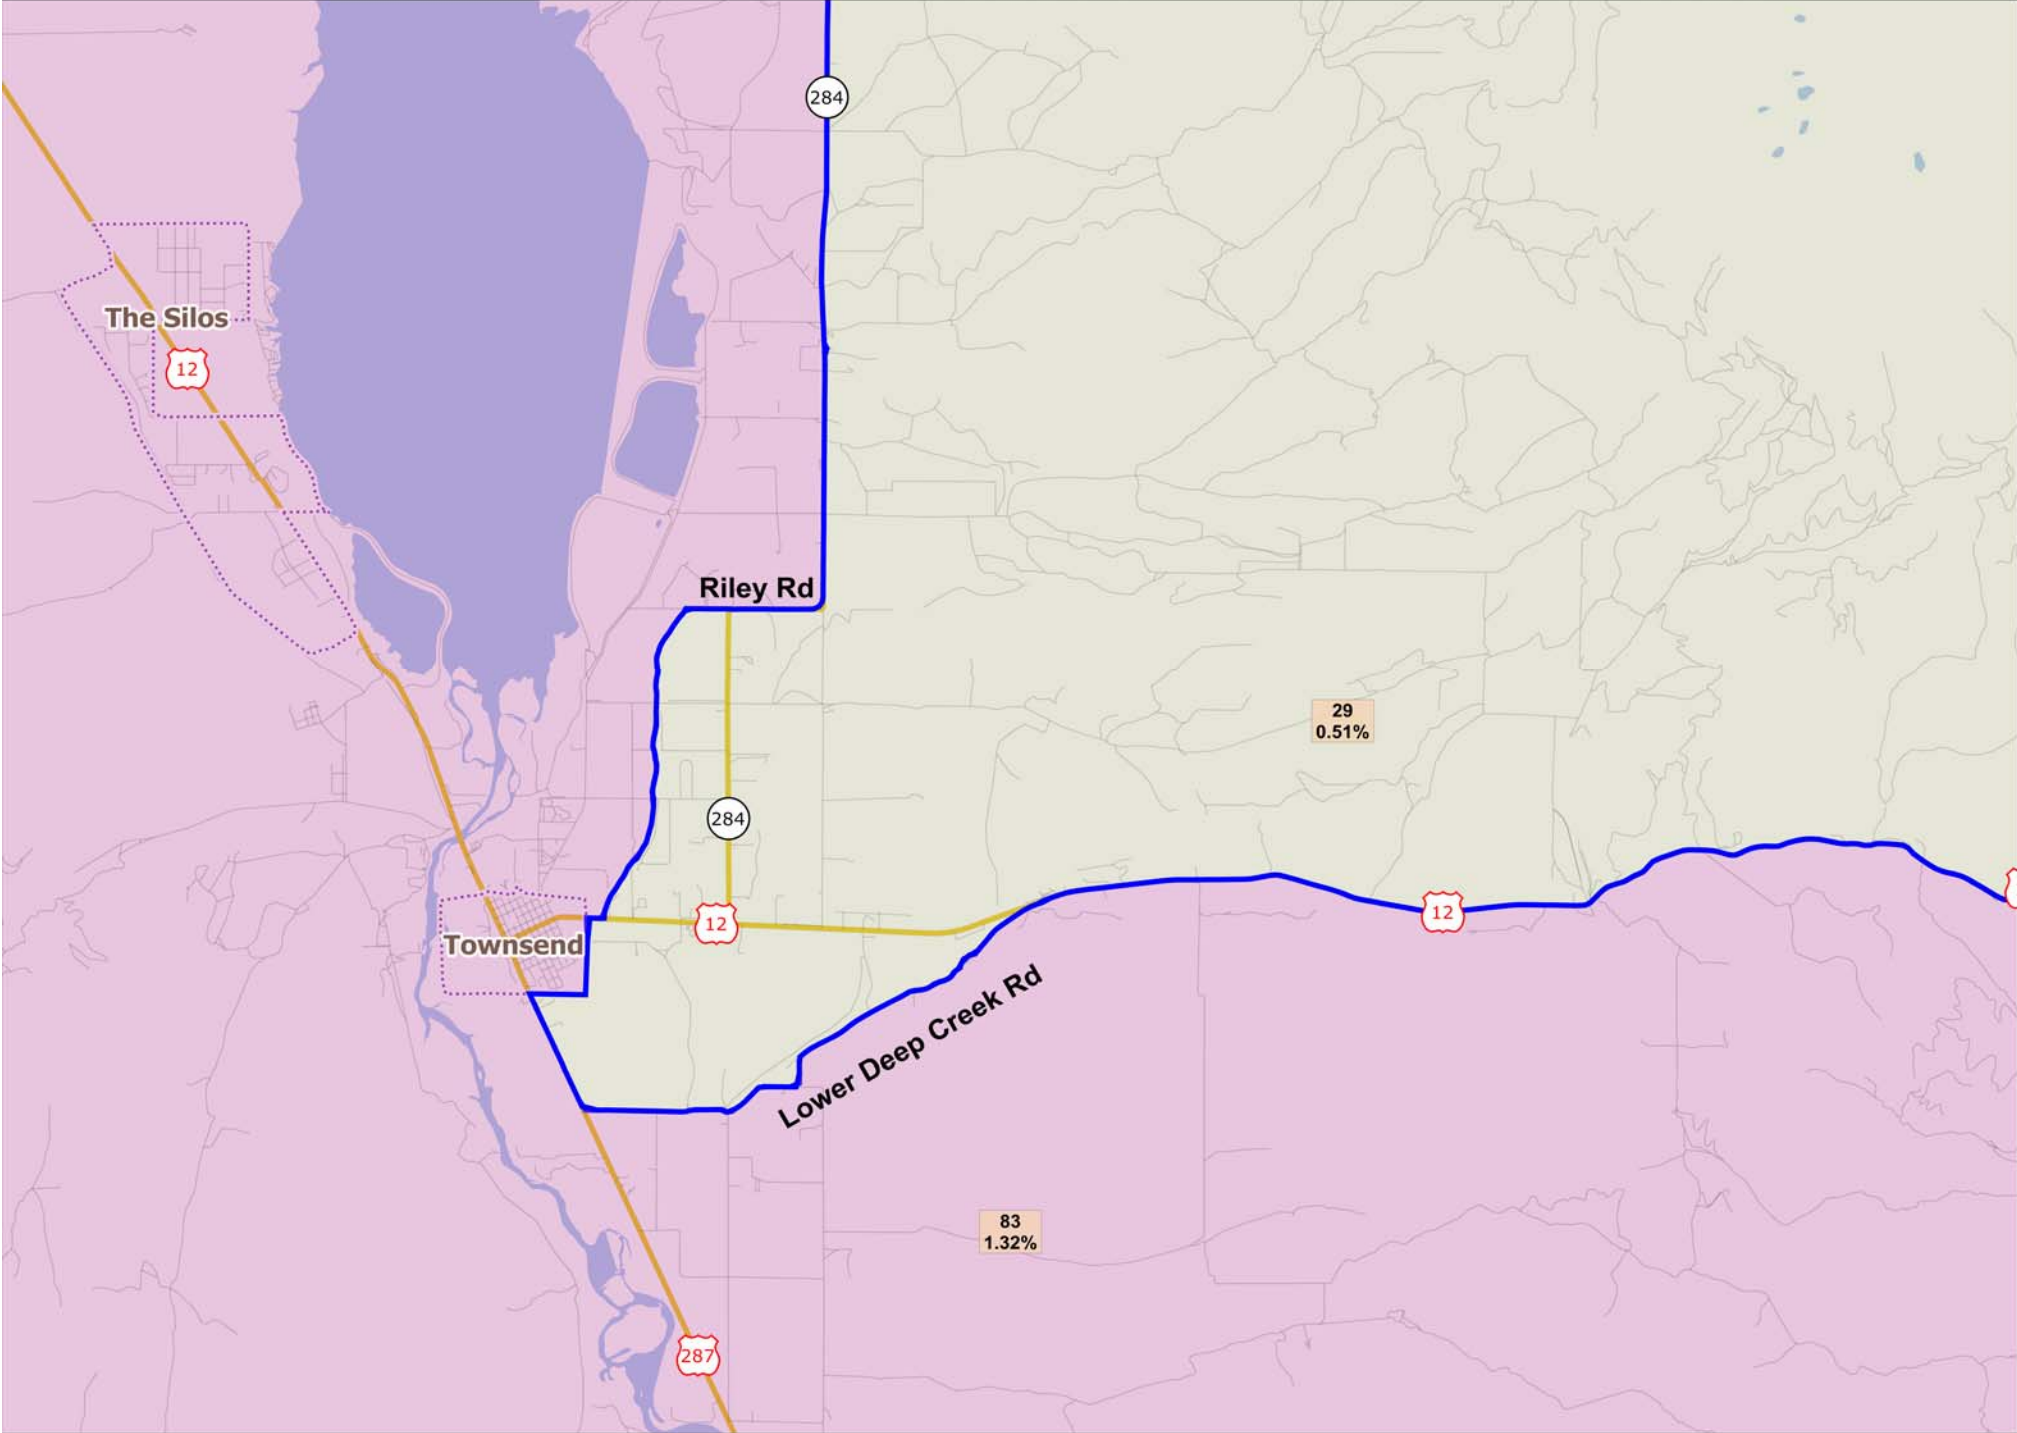 284
The Silos
12
Riley Rd
29
0.51%
284
12
12
Townsend
Lower Deep Creek Rd
83
1.32%
287